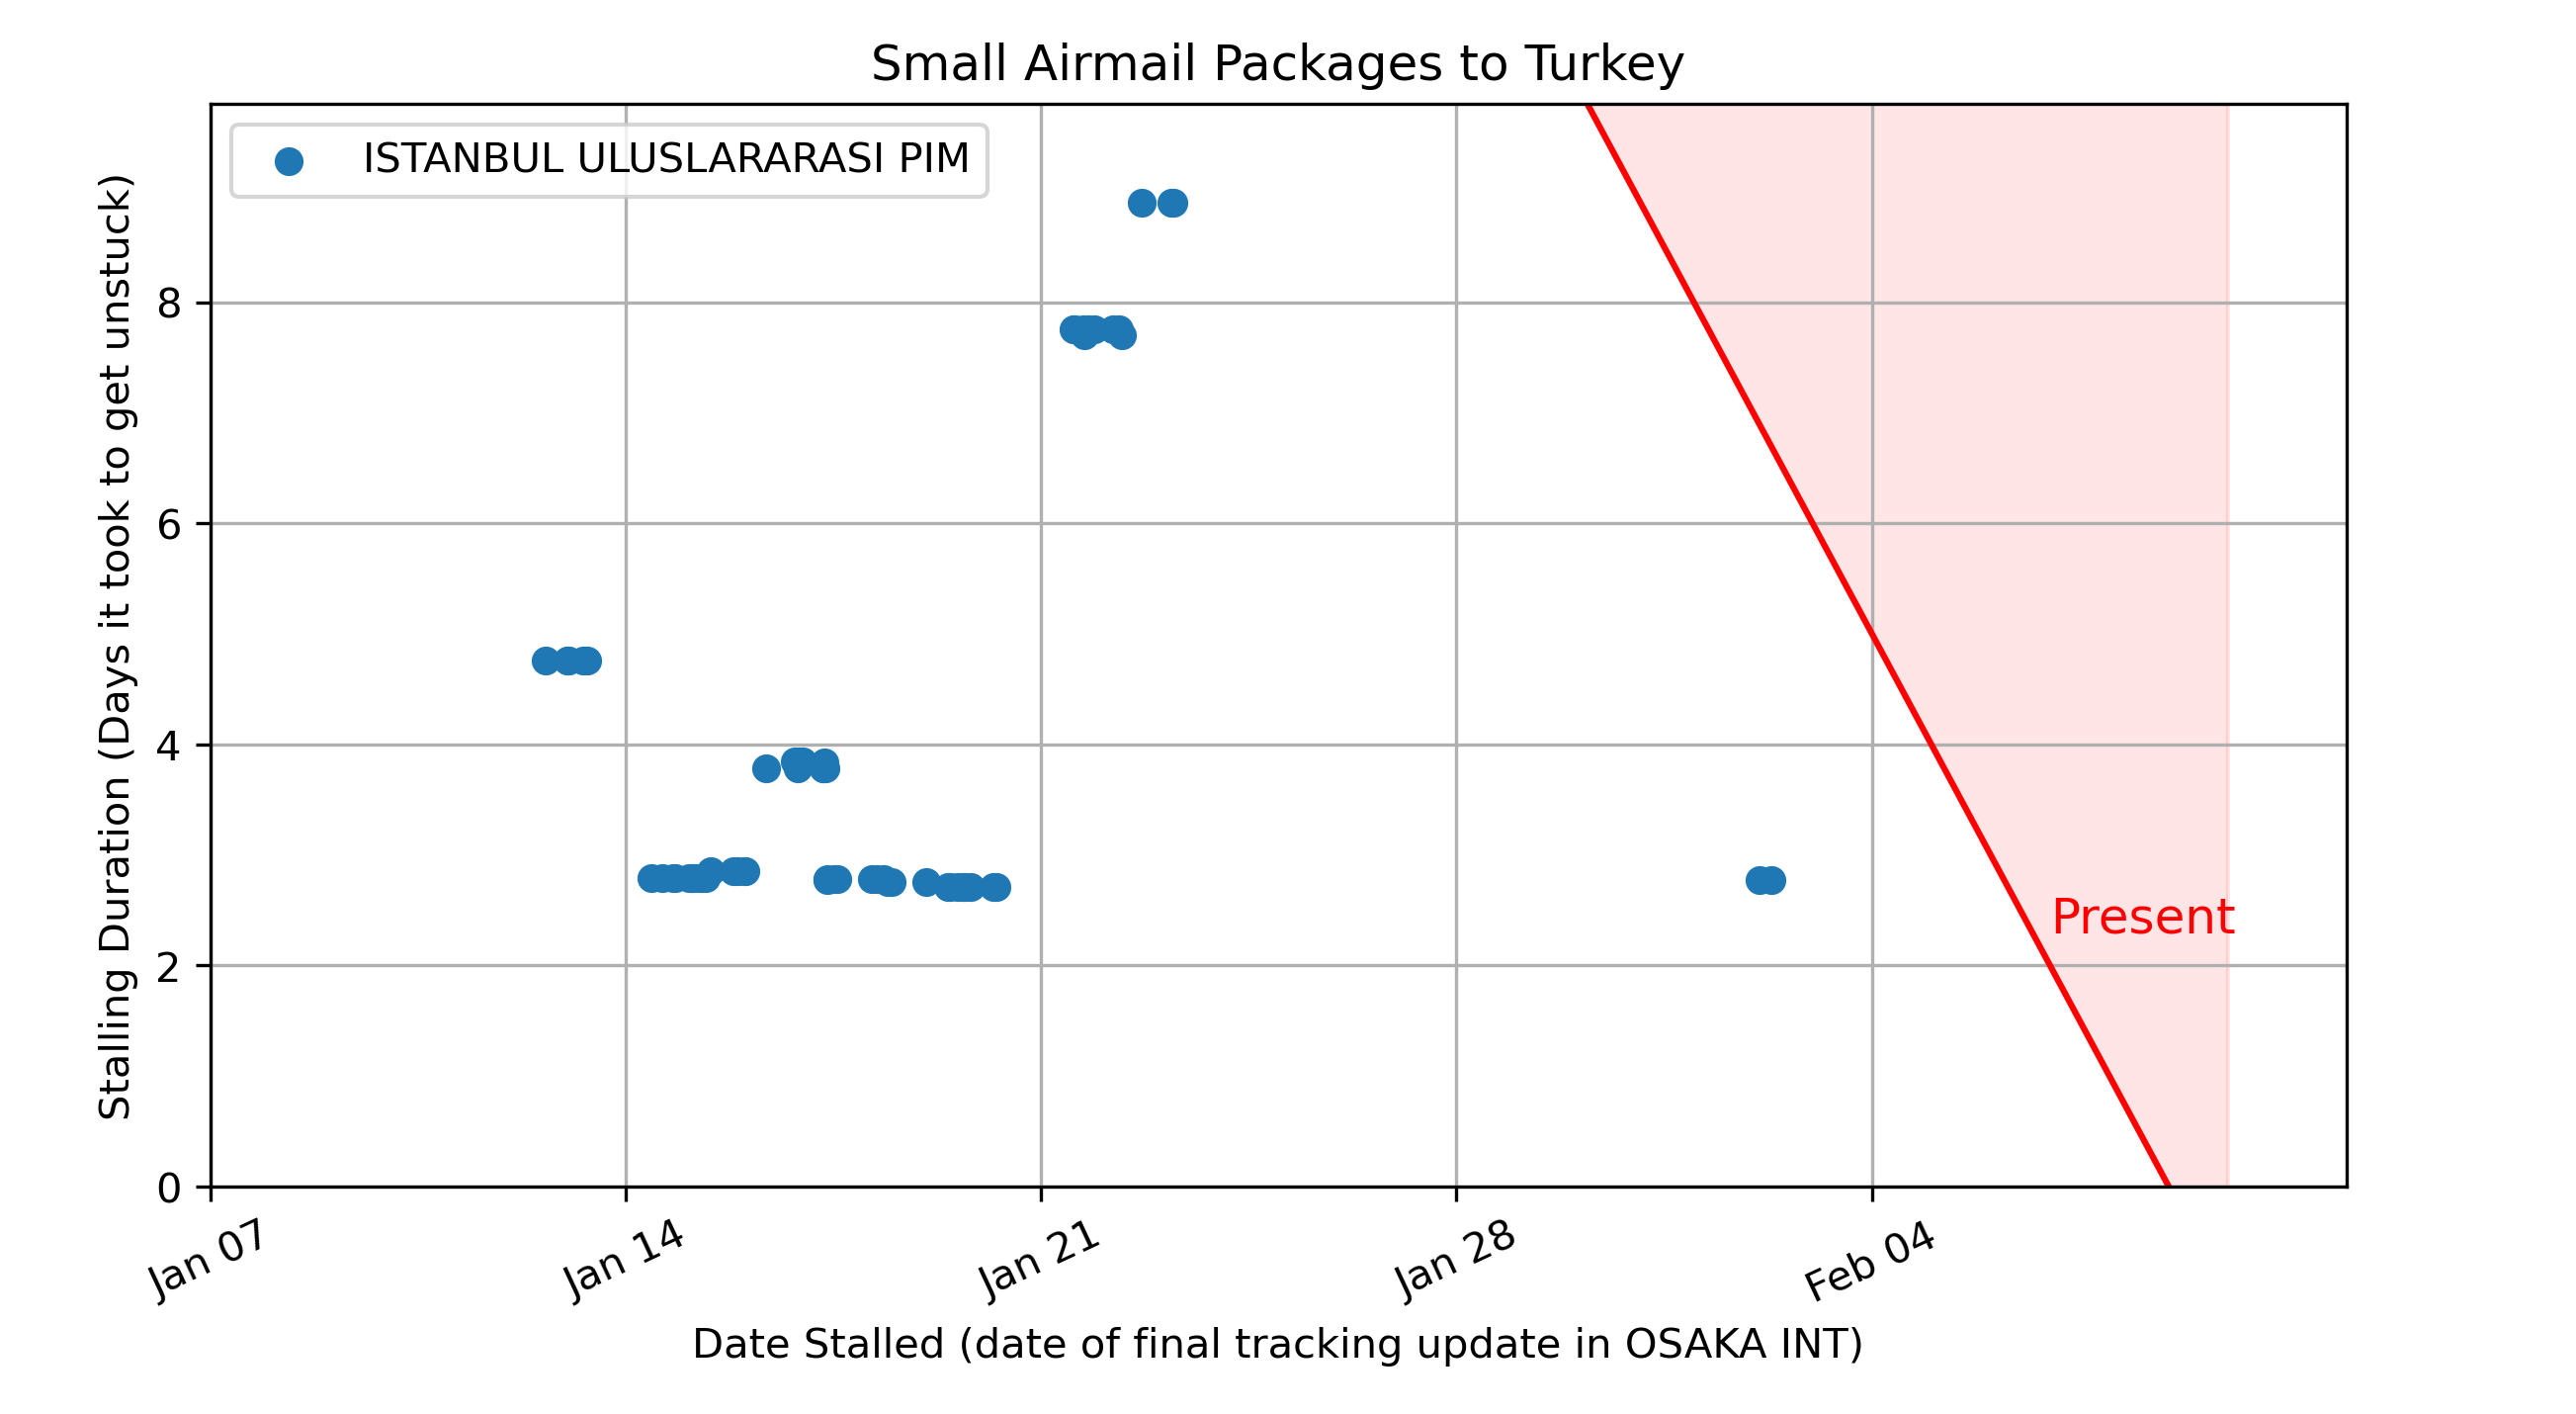 Small Airmail Packages to Turkey
ISTANBUL ULUSLARARASI PIM
Stalling Duration (Days it took to get unstuck)
8
6
4
2
0
Present
Jan 07
Jan 14
Jan 21
Jan 28
Feb 04
Date Stalled (date of final tracking update in OSAKA INT)